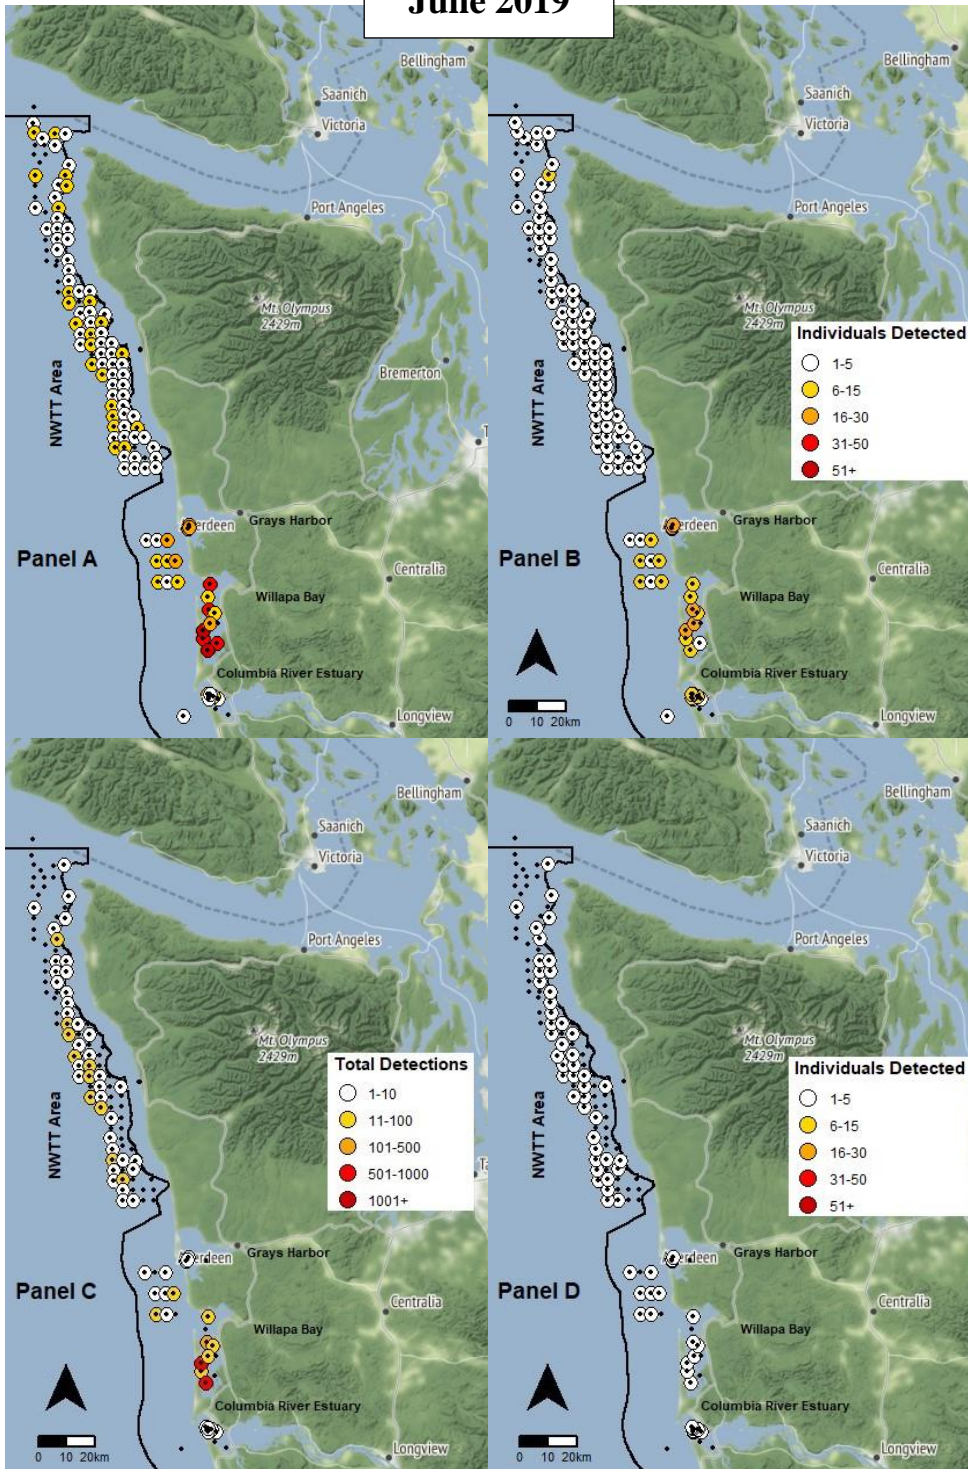 June 2019
Bellingham
Saanich
Victoria
Port Angeles
Mt. Olympus
2429m
Bremerton
NWTT Area
Aberdeen
Grays Harbor
Panel A
Centralia
Willapa Bay
Columbia River Estuary
Longview
Bellingham
Saanich
Victoria
Port Angeles
Mt. Olympus
2429m
Individuals Detected
1-5
6-15
16-30
31-50
51+
NWTT Area
Grays Harbor
Panel B
Centralia
Willapa Bay
Columbia River Estuary
0 10 20km
Longview
Bellingham
Saanich
Victoria
Port Angeles
Mt. Olympus
2429m
Total Detections
1-10
11-100
101-500
501-1000
1001+
NWTT Area
Aberdeen
Grays Harbor
Panel C
Centralia
Willapa Bay
Columbia River Estuary
0 10 20km
Longview
Bellingham
Saanich
Victoria
Port Angeles
Mt. Olympus
2429m
Individuals Detected
1-5
6-15
16-30
31-50
51+
NWTT Area
Grays Harbor
Panel D
Centralia
Willapa Bay
Columbia River Estuary
0 10 20km
Longview